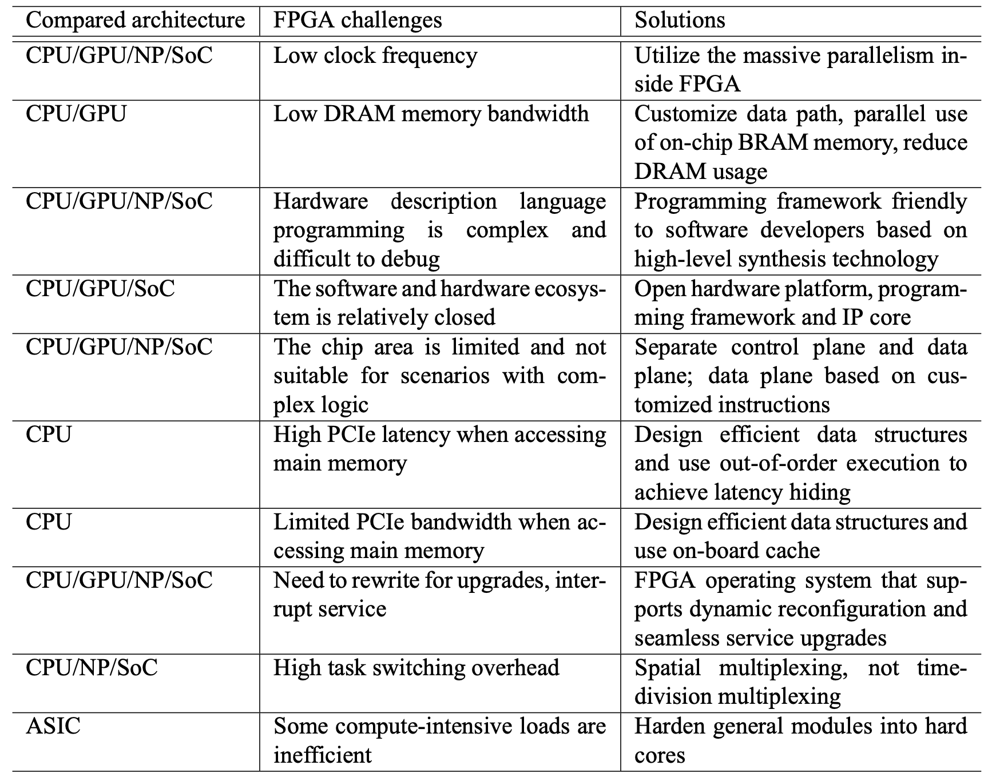 Compared architecture
FPGA challenges
Solutions
CPU/GPU/NP/SoC
Low clock frequency
Utilize the massive parallelism in-
side FPGA
CPU/GPU
Low DRAM memory bandwidth
Customize data path, parallel use
of on-chip BRAM memory, reduce
DRAM usage
CPU/GPU/NP/SoC
Hardware description language
programming is complex and
difficult to debug
Programming framework friendly
to software developers based on
high-level synthesis technology
CPU/GPU/SoC
The software and hardware ecosys-
tem is relatively closed
Open hardware platform, program-
ming framework and IP core
CPU/GPU/NP/SoC
The chip area is limited and not
suitable for scenarios with com-
plex logic
Separate control plane and data
plane; data plane based on cus-
tomized instructions
CPU
High PCIe latency when accessing
main memory
Design efficient data structures
and use out-of-order execution to
achieve latency hiding
CPU
Limited PCIe bandwidth when ac-
cessing main memory
Design efficient data structures and
use on-board cache
CPU/GPU/NP/SoC
Need to rewrite for upgrades, inter-
rupt service
FPGA operating system that sup-
ports dynamic reconfiguration and
seamless service upgrades
CPU/NP/SoC
High task switching overhead
Spatial multiplexing, not time-
division multiplexing
ASIC
Some compute-intensive loads are
inefficient
Harden general modules into hard
cores